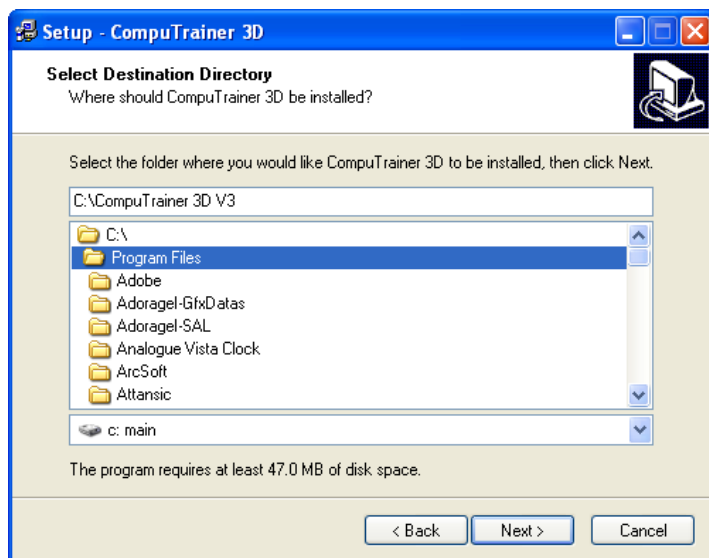 Setup - CompuTrainer 3D
Select Destination Directory
Where should CompuTrainer 3D be installed?
Select the folder where you would like CompuTrainer 3D to be installed, then click Next.
C:\CompuTrainer 3D V3
C:\
Program Files
Adobe
Adoragel-GfxDatas
Adoragel-SAL
Analogue Vista Clock
ArcSoft
Attansic
c: main
The program requires at least 47.0 MB of disk space.
< Back
Next >
Cancel